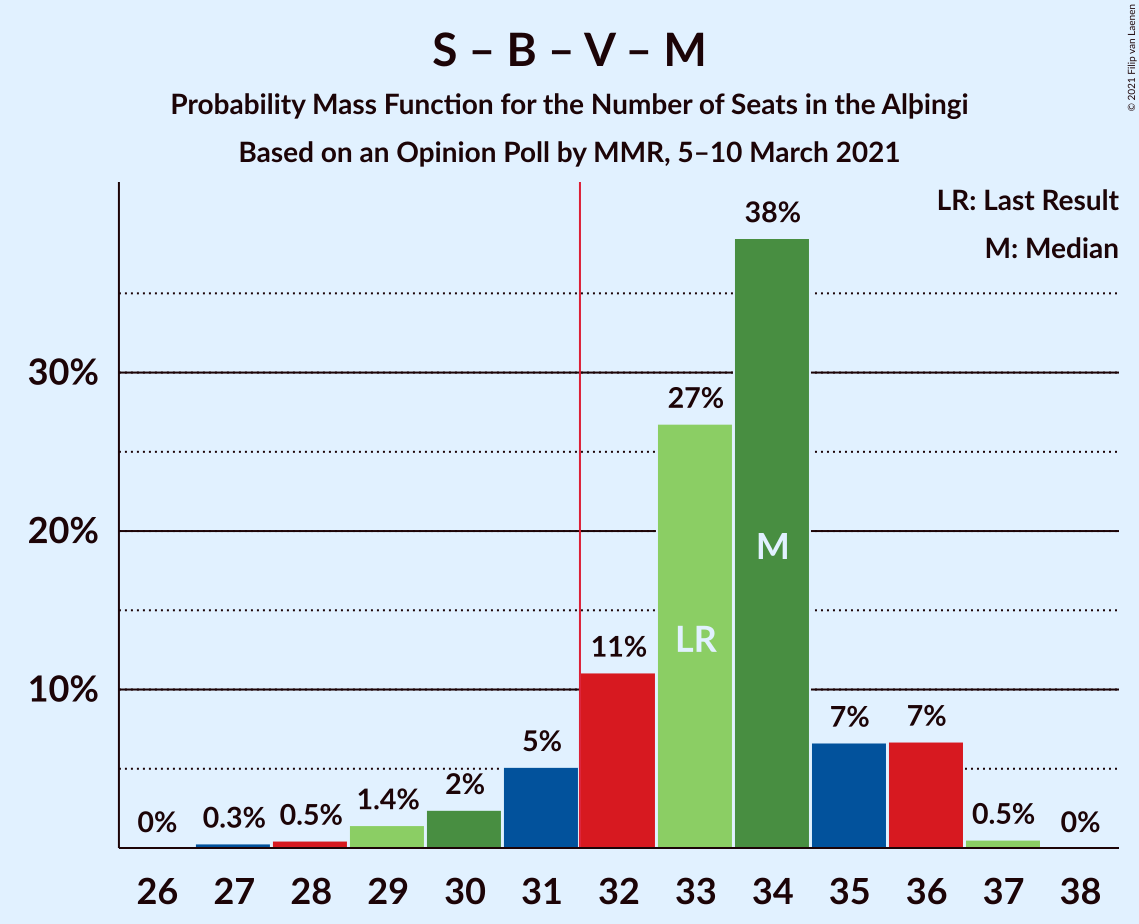 S – B – V – M
Probability Mass Function for the Number of Seats in the Alþingi
Based on an Opinion Poll by MMR, 5–10 March 2021
© 2021 Filip van Laenen
LR: Last Result
M: Median
30%
20%
10%
0%
0.3%
0.5%
1.4%
2%
5%
11%
27%
38%
7%
7%
0.5%
0%
LR
M
26 27 28 29 30 31 32 33 34 35 36 37 38